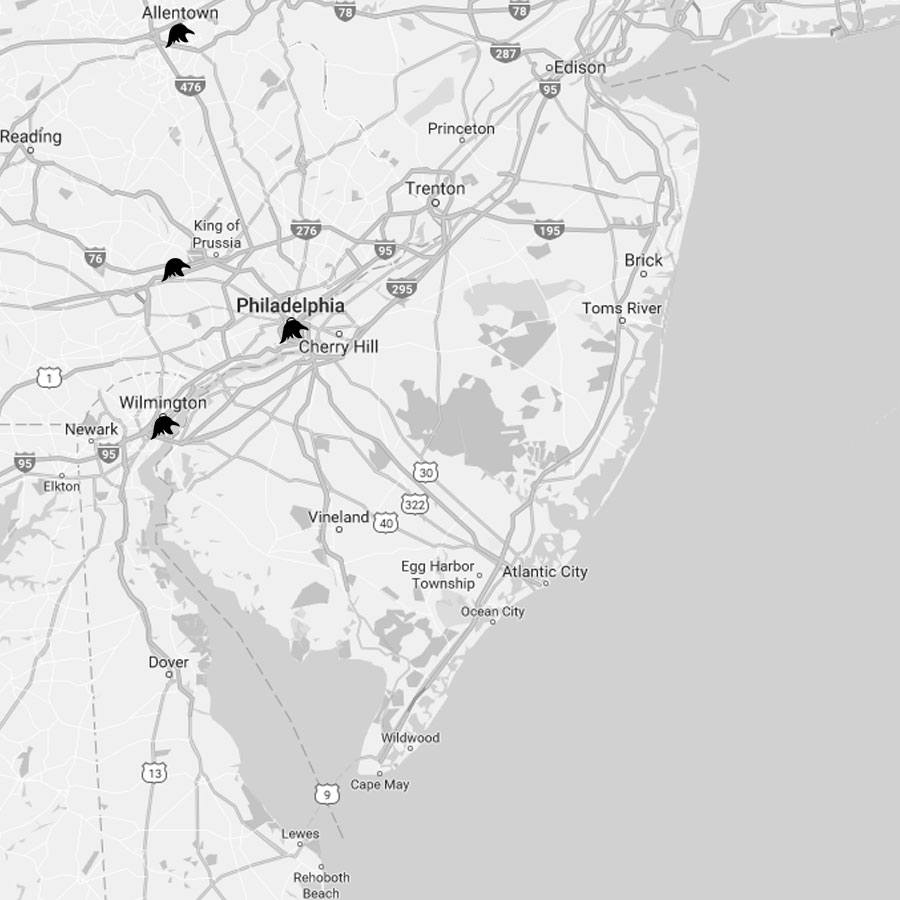 Allentown
78
78
287
Edison
476
95
Princeton
Reading
Trenton
King of
Prussia
276
195
95
76
Brick
295
Philadelphia
Toms River
Cherry Hill
1
Wilmington
Newark
95
95
30
Elkton
322
Vineland
40
Egg Harbor
Township
Atlantic City
Ocean City
Dover
Wildwood
13
Cape May
9
Lewes
Rehoboth
Beach